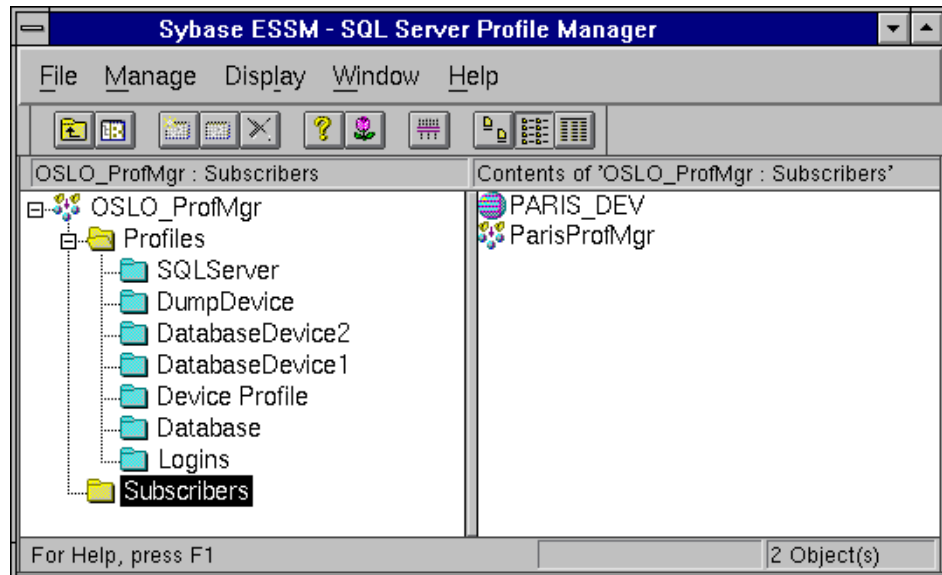 Sybase ESSM - SQL Server Profile Manager
File Manage Display Window Help
OSLO_ProfMgr : Subscribers
Contents of 'OSLO_ProfMgr : Subscribers'
OSLO_ProfMgr
Profiles
SQLServer
DumpDevice
DatabaseDevice2
DatabaseDevice1
Device Profile
Database
Logins
Subscribers
PARIS_DEV
ParisProfMgr
For Help, press F1
2 Object(s)